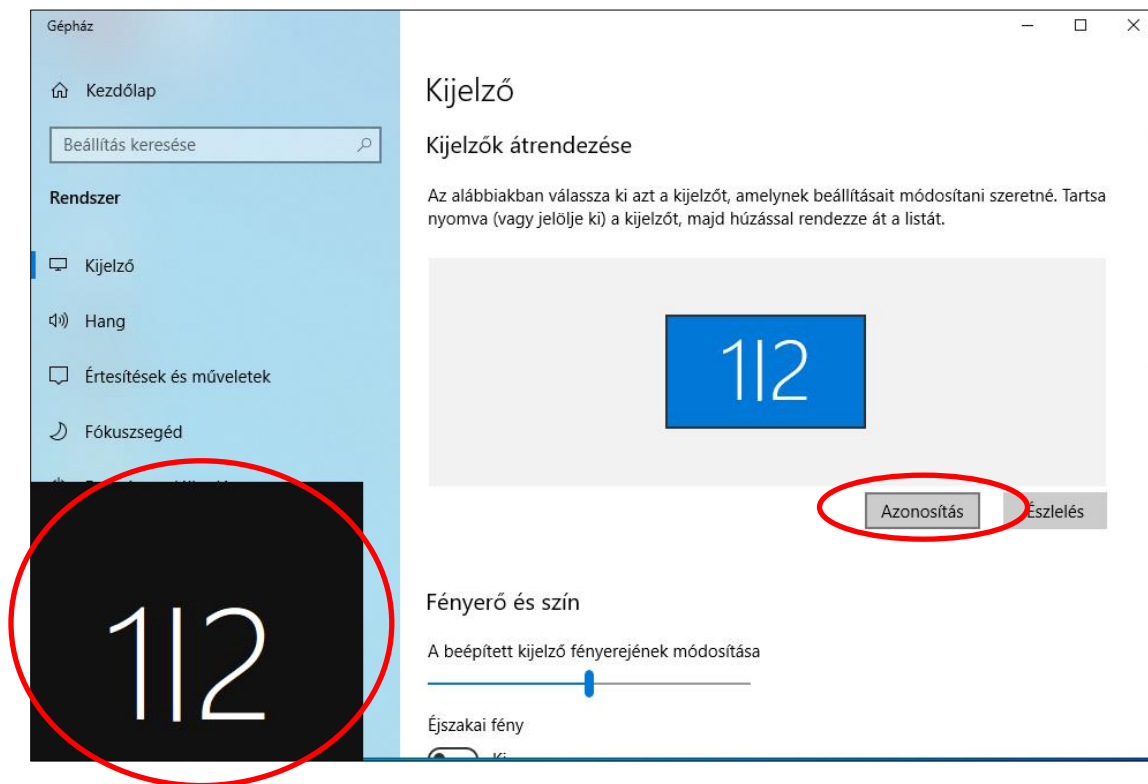 Gépház
Kezdőlap
Beállítás keresése
Rendszer
Kijelző
Hang
Értesítések és műveletek
Fókuszsegéd
1|2
Kijelző
Kijelzők átrendezése
Az alábbiakban válassza ki azt a kijelzőt, amelynek beállításait módosítani szeretné. Tartsa
nyomva (vagy jelölje ki) a kijelzőt, majd húzással rendezze át a listát.
1|2
Azonosítás
Észlelés
Fényerő és szín
A beépített kijelző fényerejének módosítása
Éjszakai fény